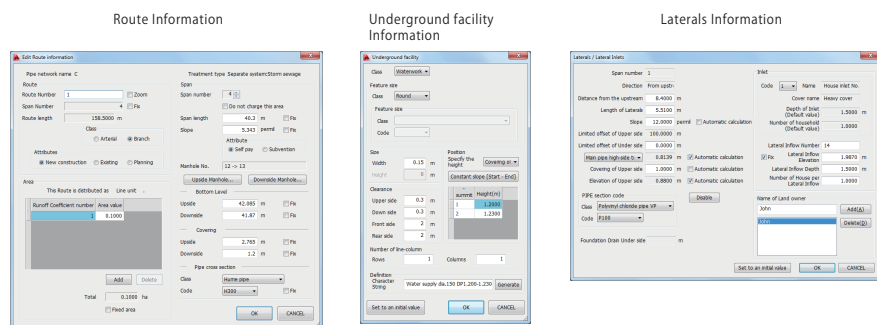 Route Information
Underground facility
Information
Laterals Information
Edit Route information
Pipe network name C
Treatment type Separate system:Storm sewage
Route
Route Number 1 Zoom
Span Number 4 Fix
Route length 158.5000 m
Class
Arterial Branch
Attributes
New construction Existing Planning
Area
This Route is distributed as Line unit
Runoff Coefficient number Area value
1 0.1000
Add Delete
Total 0.1000 ha
Fixed area
Span
Span number 4
Do not charge this area
Span length 40.2 m Fix
Slope 5.343 permil Fix
Attribute
Self pay Subvention
Manhole No. 12 -> 13
Upside Manhole... Downside Manhole...
Bottom Level
Upside 42.085 m Fix
Downside 41.87 m Fix
Covering
Upside 2.765 m Fix
Downside 1.2 m Fix
Pipe cross section
Class Hume pipe
Code H300 Fix
OK CANCEL
Underground facility
Class Waterwork
Feature size
Class Round
Feature size
Class
Code
Size
Width 0.15 m
Height 0 m
Position
Specify the height Covering or
Constant slope [Start - End]
summit Height(m)
1 1.2000
2 1.2300
Clearance
Upper side 0.3 m
Down side 0.3 m
Front side 2 m
Rear side 2 m
Number of line-column
Rows 1 Columns 1
Definition
Character String Water supply dia.150 DP1.200-1.230 Generate
Set to an initial value OK CANCEL
Laterals / Lateral Inlets
Span number 1
Direction From upstr
Distance from the upstream 8.4000 m
Length of Laterals 5.5100 m
Slope 12.0000 permil Automatic calculation
Limited offset of Upper side 100.0000 m
Limited offset of Under side m
Man pipe high-side b 0.8139 m Automatic calculation
Covering of Upper side 1.0000 m Automatic calculation
Elevation of Upper side 0.8800 m Automatic calculation
PIPE section code Disable
Class Polyvinyl chloride pipe VP
Code P100
Foundation Drain Under side m
Inlet
Code 1 Name House inlet No.
Cover name Heavy cover
Depth of Inlet
(Default value) 1.5000 m
Number of household
(Default value) 1.0000
Lateral Inflow Number 14
Fix Lateral Inflow Elevation 1.9870 m
Lateral Inflow Depth 1.5000 m
Number of House per Lateral Inflow 1.0000
Name of Land owner
John Add(A)
John Delete(D)
Set to an initial value OK CANCEL